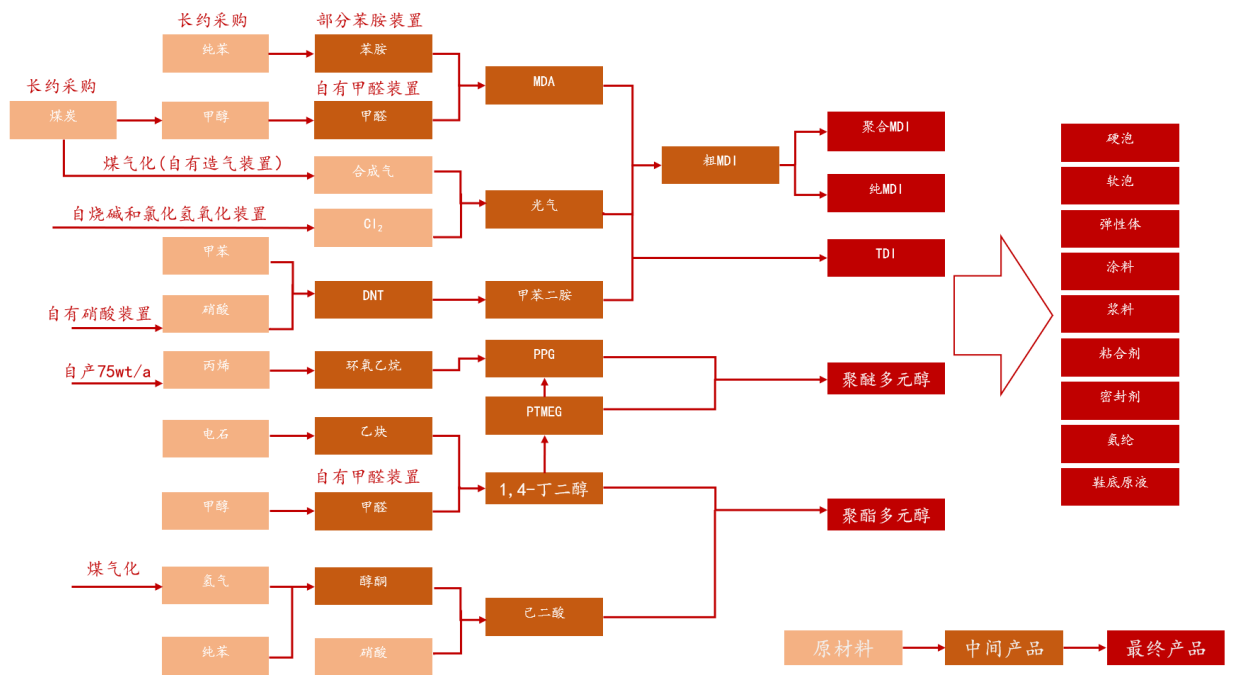 长约采购
部分苯胺装置
纯苯
苯胺
长约采购
自有甲醛装置
MDA
煤炭
甲醇
甲醛
煤气化(自有造气装置)
合成气
光气
自烧碱和氯化氢氧化装置
Cl₂
粗MDI
聚合MDI
纯MDI
甲苯
TDI
自有硝酸装置
硝酸
DNT
甲苯二胺
自产75wt/a
丙烯
环氧乙烷
PPG
PTMEG
聚醚多元醇
电石
乙炔
自有甲醛装置
1,4-丁二醇
甲醇
甲醛
聚酯多元醇
煤气化
氢气
醇酮
己二酸
纯苯
硝酸
硬泡
软泡
弹性体
涂料
浆料
粘合剂
密封剂
氨纶
鞋底原液
原材料
中间产品
最终产品